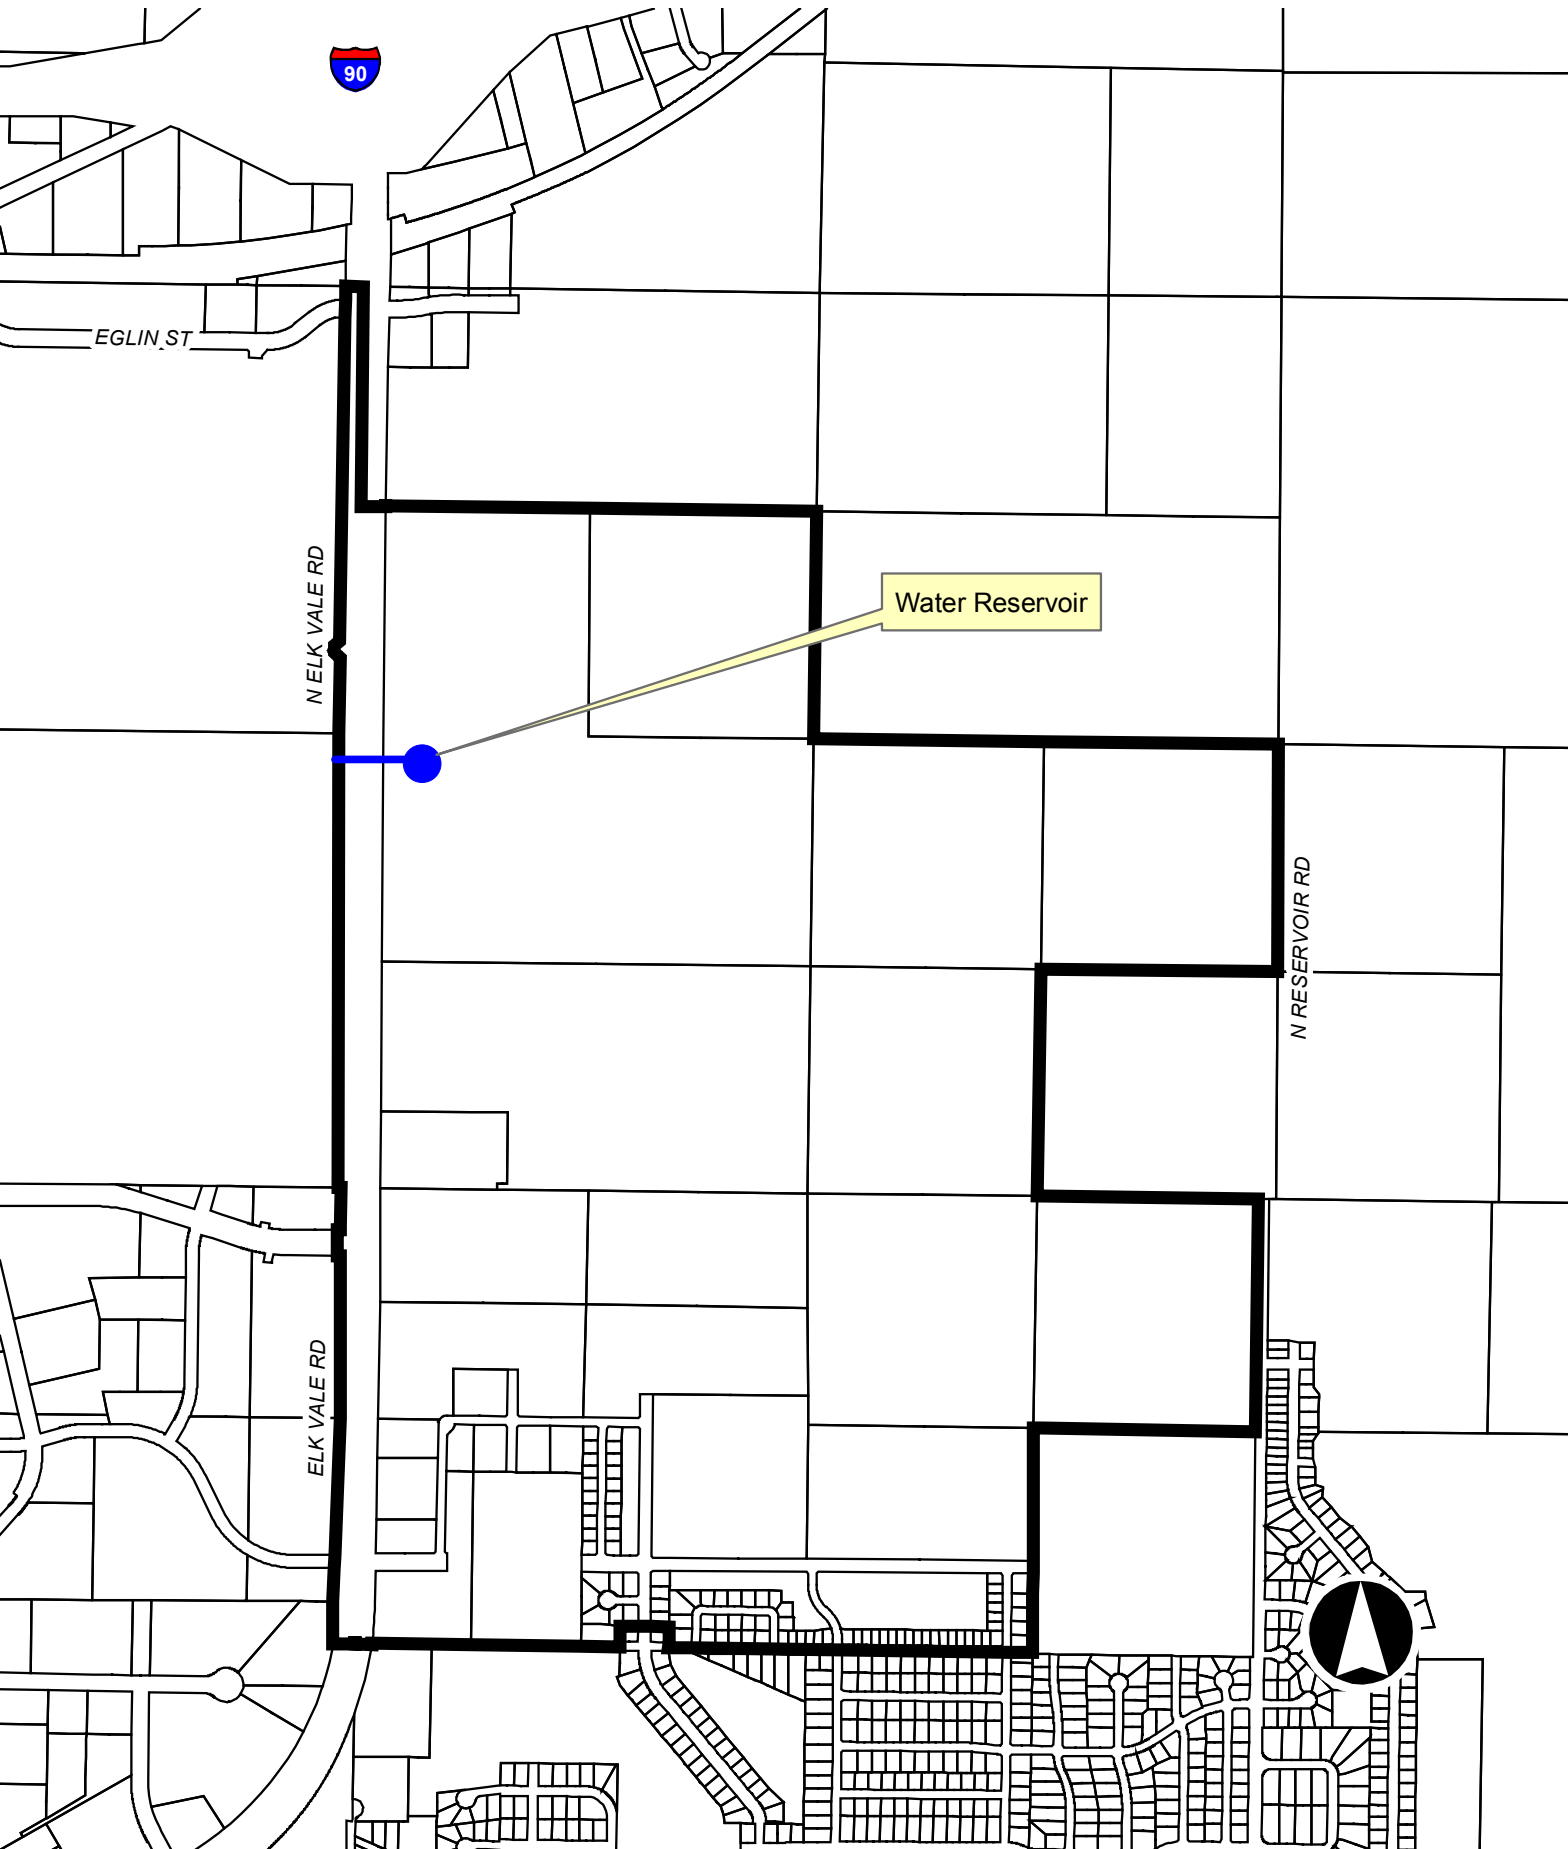 90
EGLIN ST
N ELK VALE RD
Water Reservoir
N RESERVOIR RD
ELK VALE RD